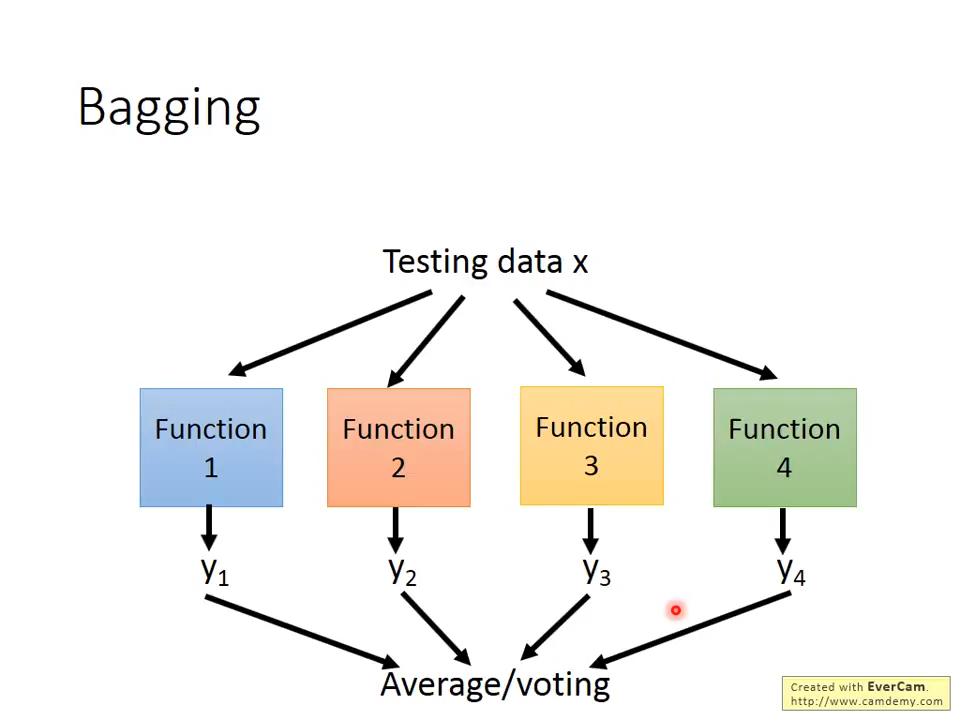 Bagging
Testing data x
Function
1
Function
2
Function
3
Function
4
y₁
y₂
y₃
y₄
Average/voting
Created with EverCam.
http://www.camdemy.com